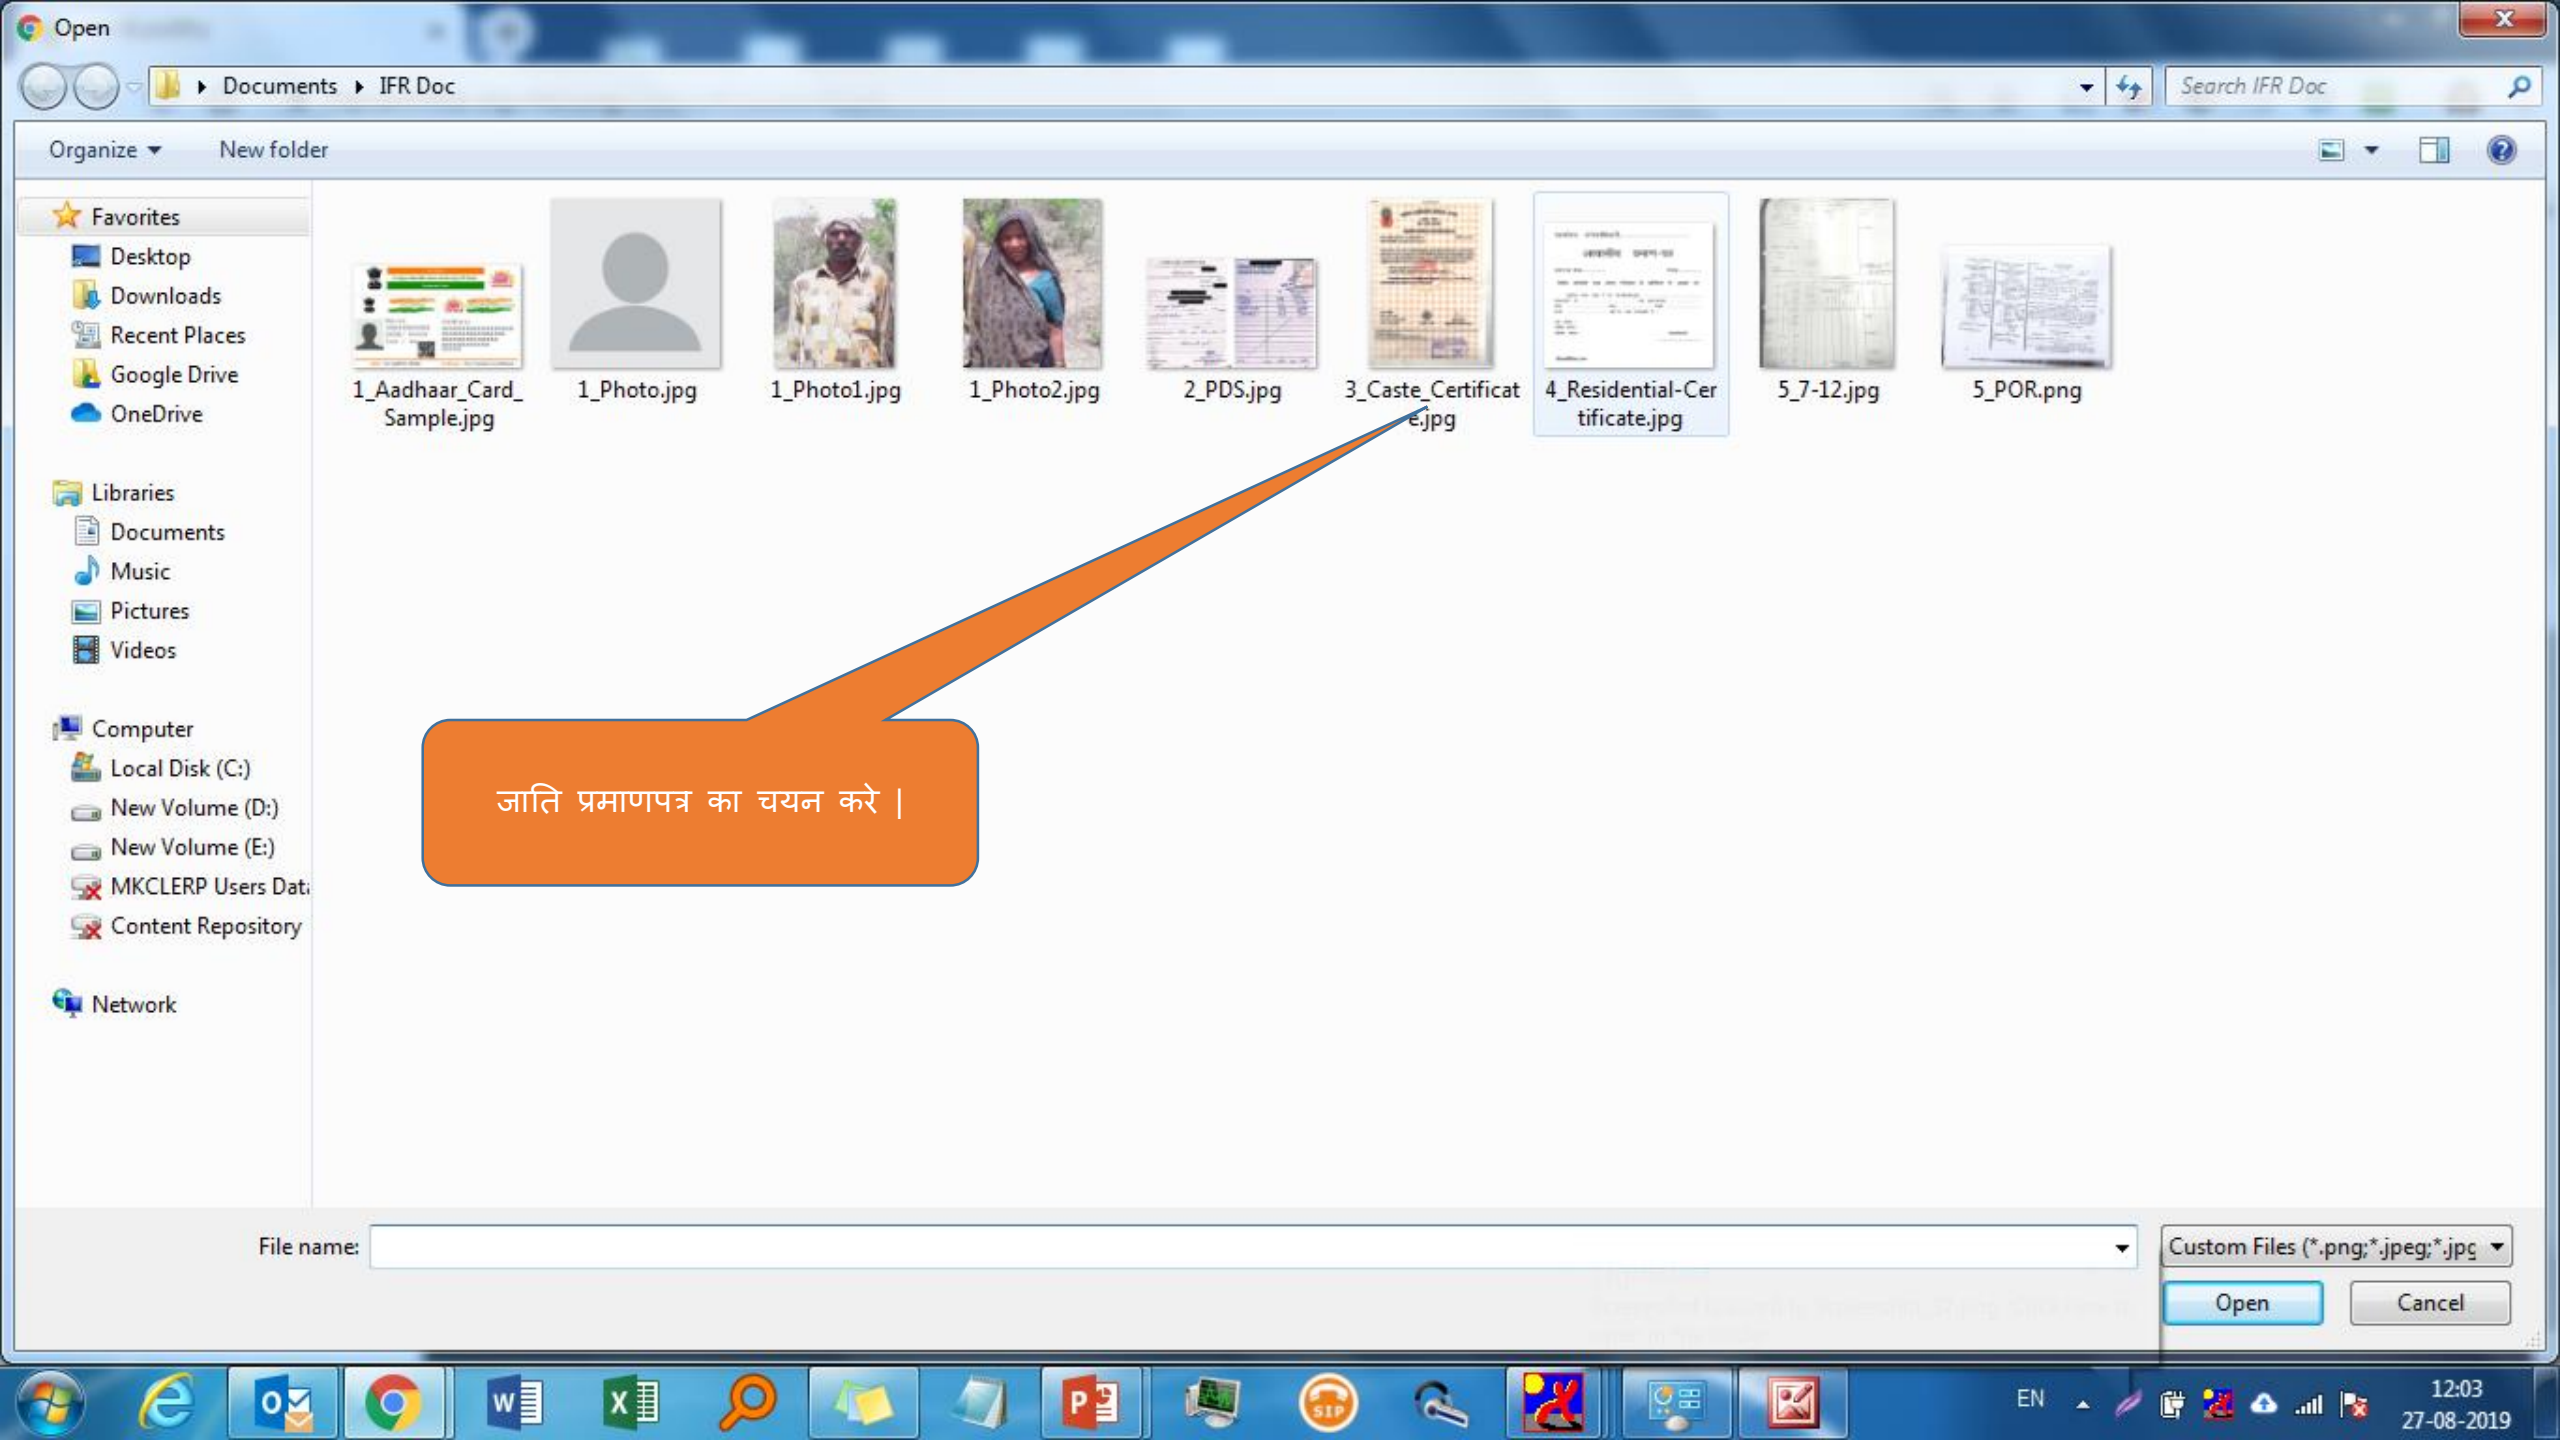 Open
Documents ▸ IFR Doc
Search IFR Doc
Organize
New folder
Favorites
Desktop
Downloads
Recent Places
Google Drive
OneDrive
Libraries
Documents
Music
Pictures
Videos
Computer
Local Disk (C:)
New Volume (D:)
New Volume (E:)
MKCLERP Users Dat
Content Repository
Network
1_Aadhaar_Card_
Sample.jpg
1_Photo.jpg
1_Photo1.jpg
1_Photo2.jpg
2_PDS.jpg
3_Caste_Certificat
e.jpg
4_Residential-Cer
tificate.jpg
5_7-12.jpg
5_POR.png
जाति प्रमाणपत्र का चयन करे |
File name:
Custom Files (*.png;*.jpeg;*.jpg
Open
Cancel
SIP
EN
12:03
27-08-2019